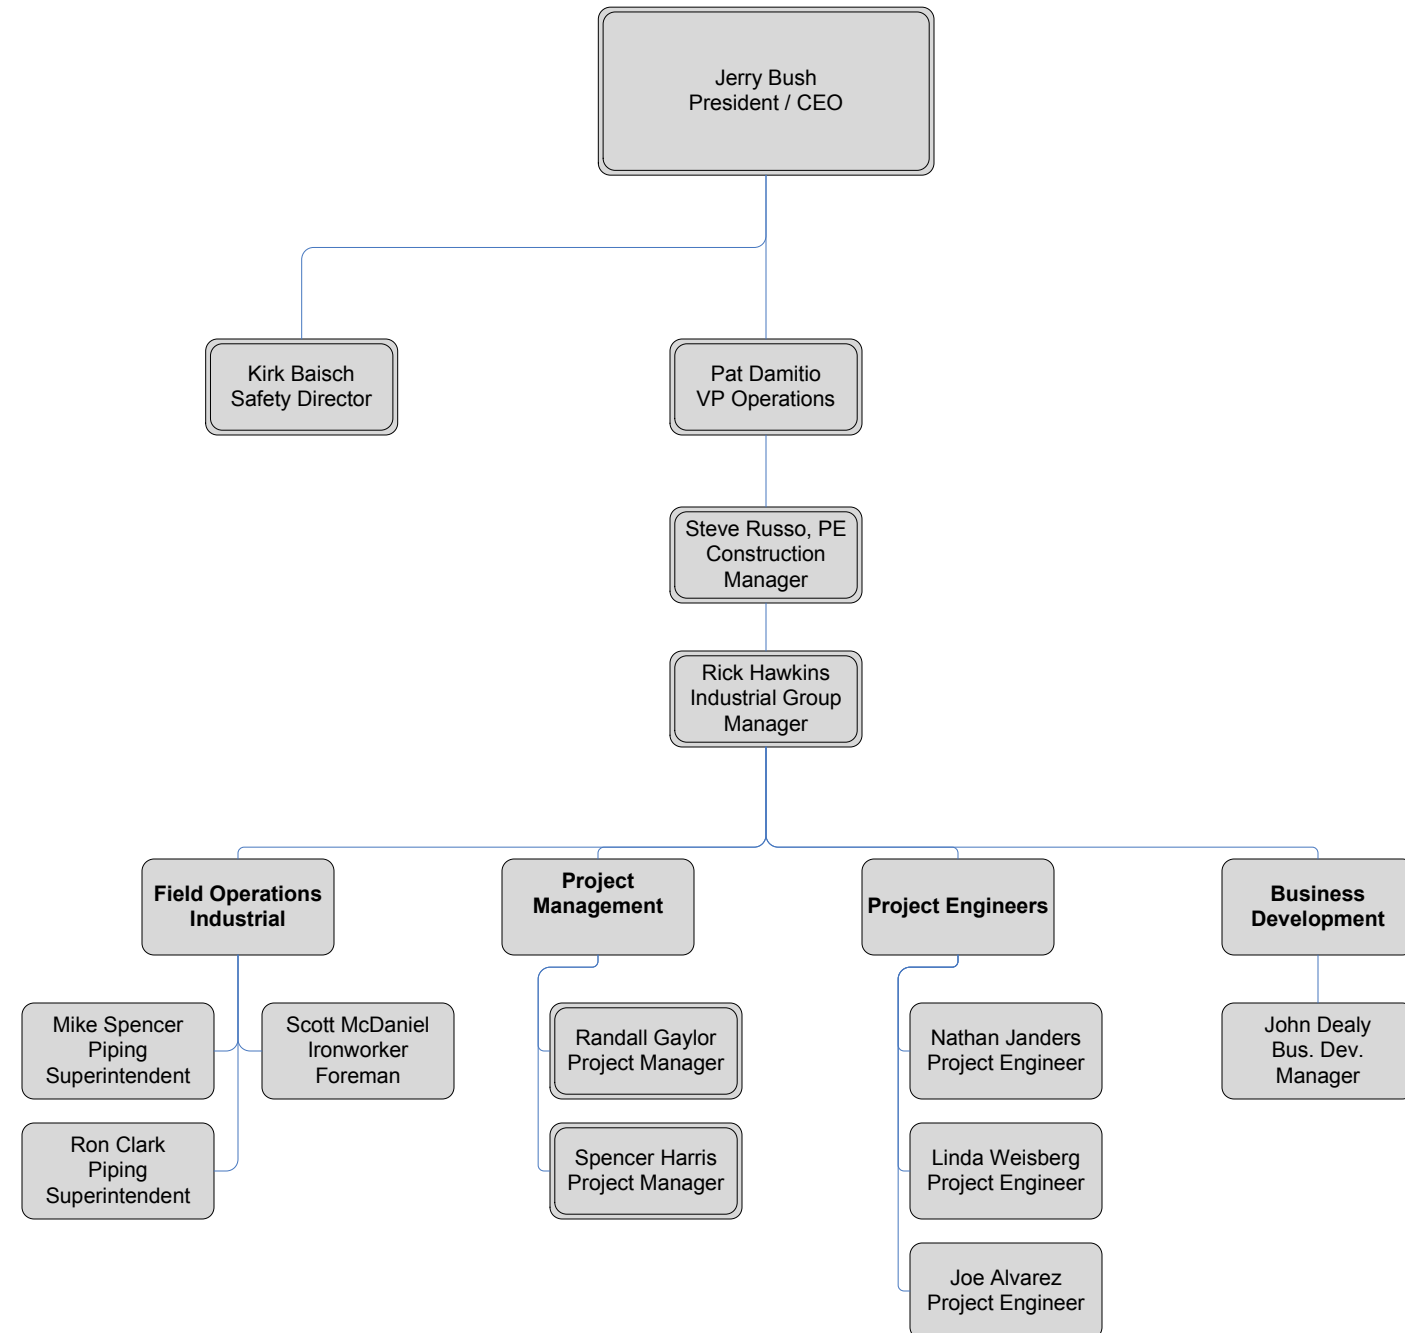 Jerry Bush
President / CEO
Kirk Baisch
Safety Director
Pat Damitio
VP Operations
Steve Russo, PE
Construction
Manager
Rick Hawkins
Industrial Group
Manager
Field Operations
Industrial
Project
Management
Project Engineers
Business
Development
Mike Spencer
Piping
Superintendent
Scott McDaniel
Ironworker
Foreman
Ron Clark
Piping
Superintendent
Randall Gaylor
Project Manager
Spencer Harris
Project Manager
Nathan Janders
Project Engineer
Linda Weisberg
Project Engineer
Joe Alvarez
Project Engineer
John Dealy
Bus. Dev.
Manager